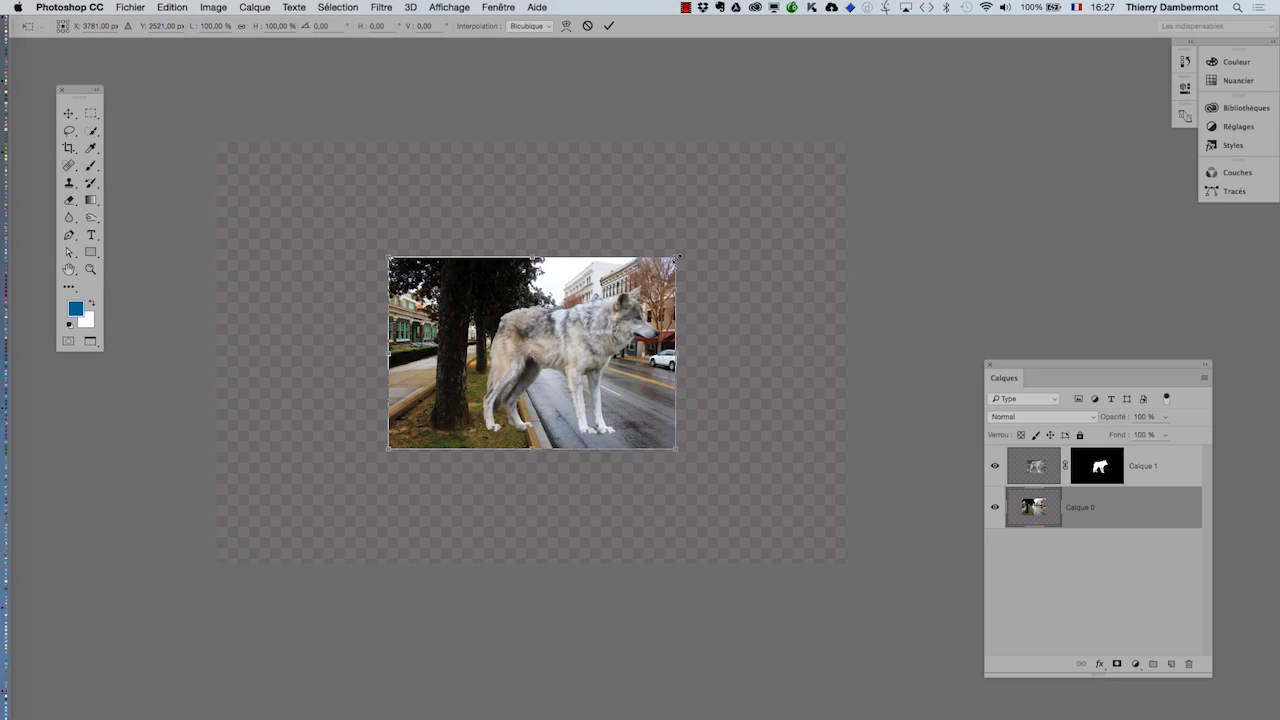 Photoshop CC Fichier Edition Image Calque Texte Sélection Filtre 3D Affichage Fenêtre Aide 100% 16:27 Thierry Dambermont
X: 3781,00 px Y: 2521,00 px L: 100,00 % H: 100,00 % 0,00 ° H: 0,00 ° V: 0,00 ° Interpolation : Bicubique Les indispensables
Couleur
Nuancier
Bibliothèques
Réglages
Styles
Couches
Tracés
Calques
Type
Normal Opacité : 100 %
Verrou : Fond : 100 %
Calque 1
Calque 0